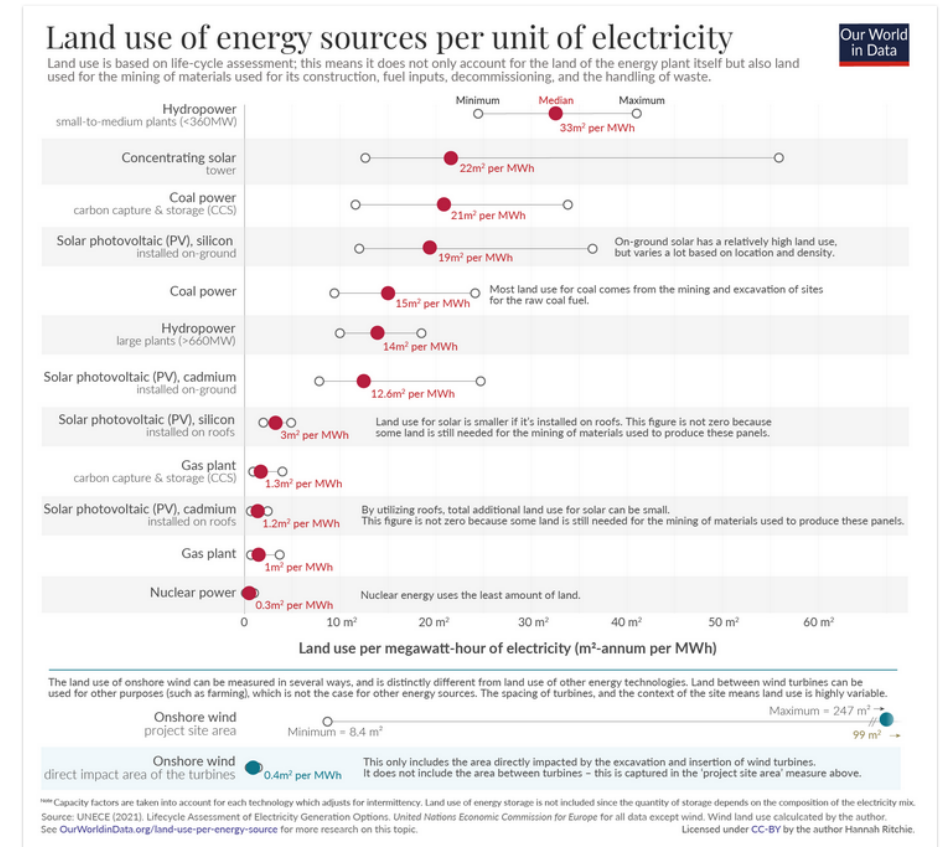 Land use of energy sources per unit of electricity
Our World
in Data
Land use is based on life-cycle assessment; this means it does not only account for the land of the energy plant itself but also land
used for the mining of materials used for its construction, fuel inputs, decommissioning, and the handling of waste.
Minimum Median Maximum
Hydropower
small-to-medium plants (<360MW)
33m² per MWh
Concentrating solar
tower
22m² per MWh
Coal power
carbon capture & storage (CCS)
21m² per MWh
Solar photovoltaic (PV), silicon
installed on-ground
19m² per MWh
On-ground solar has a relatively high land use,
but varies a lot based on location and density.
Coal power
15m² per MWh
Most land use for coal comes from the mining and excavation of sites
for the raw coal fuel.
Hydropower
large plants (>660MW)
14m² per MWh
Solar photovoltaic (PV), cadmium
installed on-ground
12.6m² per MWh
Solar photovoltaic (PV), silicon
installed on roofs
3m² per MWh
Land use for solar is smaller if it's installed on roofs. This figure is not zero because
some land is still needed for the mining of materials used to produce these panels.
Gas plant
carbon capture & storage (CCS)
1.3m² per MWh
Solar photovoltaic (PV), cadmium
installed on roofs
1.2m² per MWh
By utilizing roofs, total additional land use for solar can be small.
This figure is not zero because some land is still needed for the mining of materials used to produce these panels.
Gas plant
1m² per MWh
Nuclear power
0.3m² per MWh
Nuclear energy uses the least amount of land.
0 10 m² 20 m² 30 m² 40 m² 50 m² 60 m²
Land use per megawatt-hour of electricity (m²-annum per MWh)
The land use of onshore wind can be measured in several ways, and is distinctly different from land use of other energy technologies. Land between wind turbines can be
used for other purposes (such as farming), which is not the case for other energy sources. The spacing of turbines, and the context of the site means land use is highly variable.
Onshore wind
project site area
Minimum = 8.4 m²
Maximum = 247 m² →
99 m² →
Onshore wind
direct impact area of the turbines
0.4m² per MWh
This only includes the area directly impacted by the excavation and insertion of wind turbines.
It does not include the area between turbines – this is captured in the 'project site area' measure above.
Note: Capacity factors are taken into account for each technology which adjusts for intermittency. Land use of energy storage is not included since the quantity of storage depends on the composition of the electricity mix.
Source: UNECE (2021). Lifecycle Assessment of Electricity Generation Options. United Nations Economic Commission for Europe for all data except wind. Wind land use calculated by the author.
See OurWorldinData.org/land-use-per-energy-source for more research on this topic.
Licensed under CC-BY by the author Hannah Ritchie.